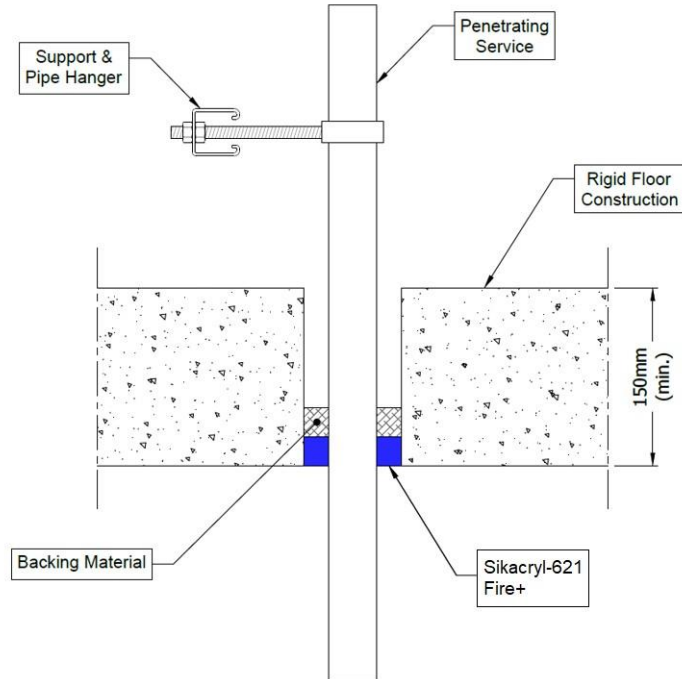 Support &
Pipe Hanger
Penetrating
Service
Rigid Floor
Construction
150mm
(min.)
Backing Material
Sikacryl-621
Fire+